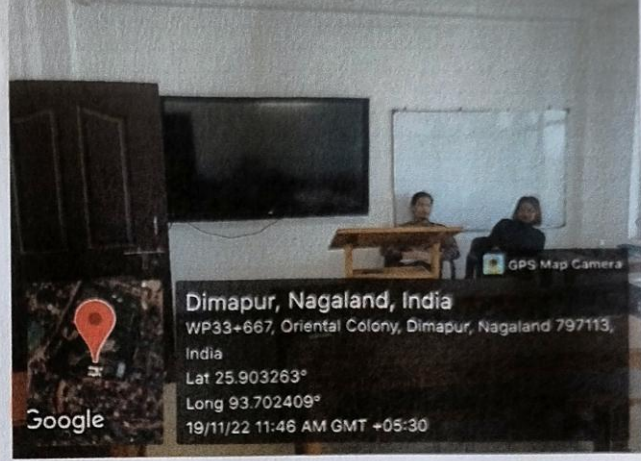 GPS Map Camera
Dimapur, Nagaland, India
WP33+667, Oriental Colony, Dimapur, Nagaland 797113,
India
Lat 25.903263°
Long 93.702409°
19/11/22 11:46 AM GMT +05:30
Google